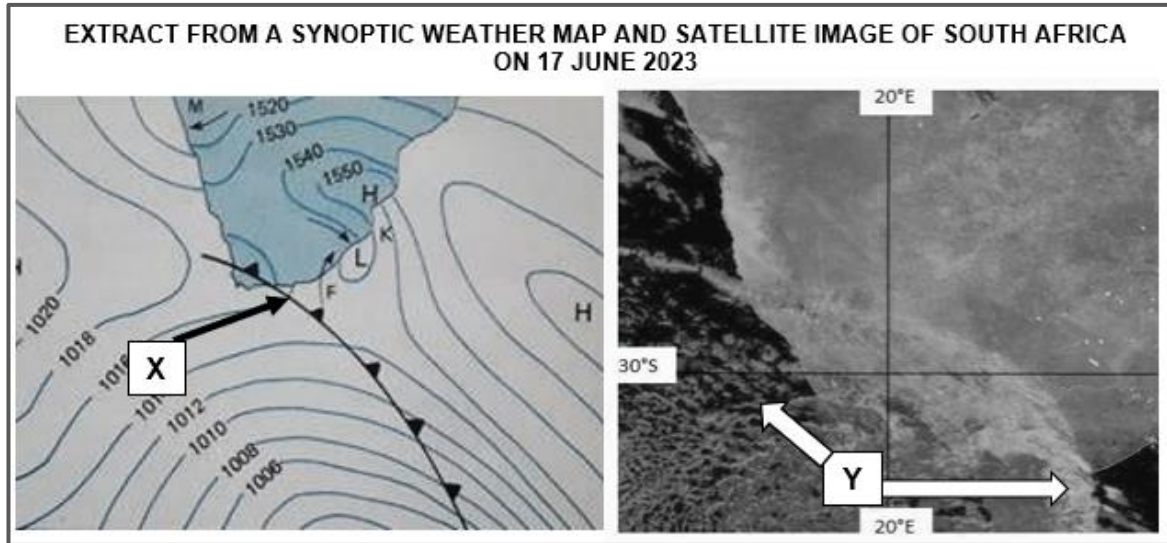 EXTRACT FROM A SYNOPTIC WEATHER MAP AND SATELLITE IMAGE OF SOUTH AFRICA
ON 17 JUNE 2023
M
1520
1530
1540
1550
H
K
L
F
H
1020
1018
1016
1012
1010
1008
1006
X
20°E
30°S
Y
20°E